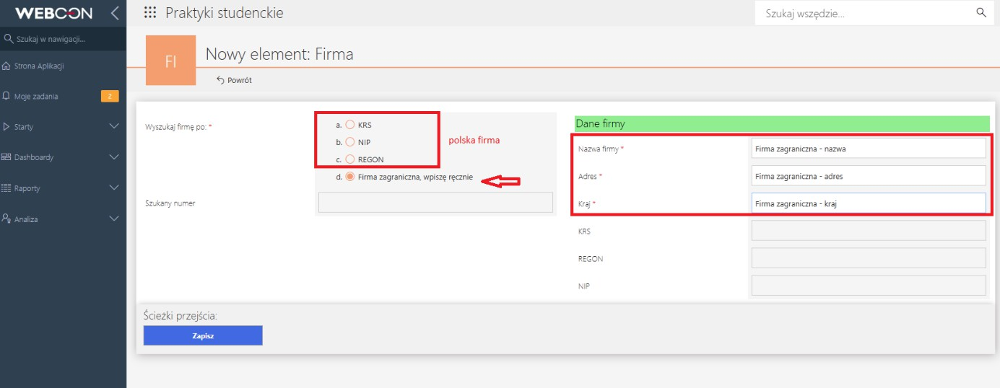 WEBCON
Praktyki studenckie
Szukaj wszędzie...
Szukaj w nawigacji...
Strona Aplikacji
Moje zadania 2
Starty
Dashboardy
Raporty
Analiza
FI
Nowy element: Firma
Powrót
Wyszukaj firmę po: *
a. KRS
b. NIP
c. REGON
d. Firma zagraniczna, wpiszę ręcznie
polska firma
Szukany numer
Dane firmy
Nazwa firmy * Firma zagraniczna - nazwa
Adres * Firma zagraniczna - adres
Kraj * Firma zagraniczna - kraj
KRS
REGON
NIP
Ścieżki przejścia:
Zapisz